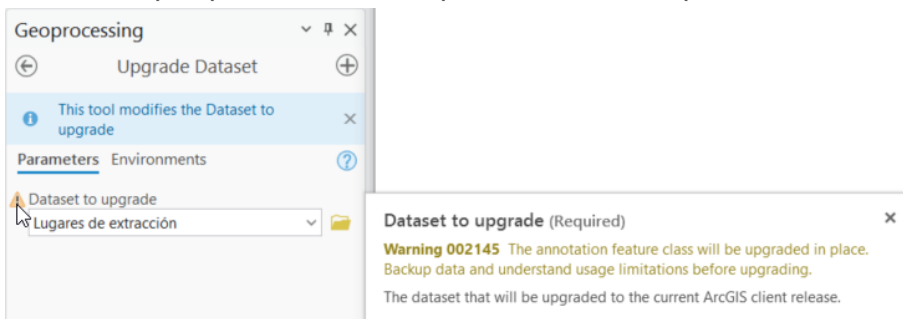 Geoprocessing
Upgrade Dataset
This tool modifies the Dataset to
upgrade
Parameters Environments
Dataset to upgrade
Lugares de extracción
Dataset to upgrade (Required)
Warning 002145 The annotation feature class will be upgraded in place.
Backup data and understand usage limitations before upgrading.
The dataset that will be upgraded to the current ArcGIS client release.